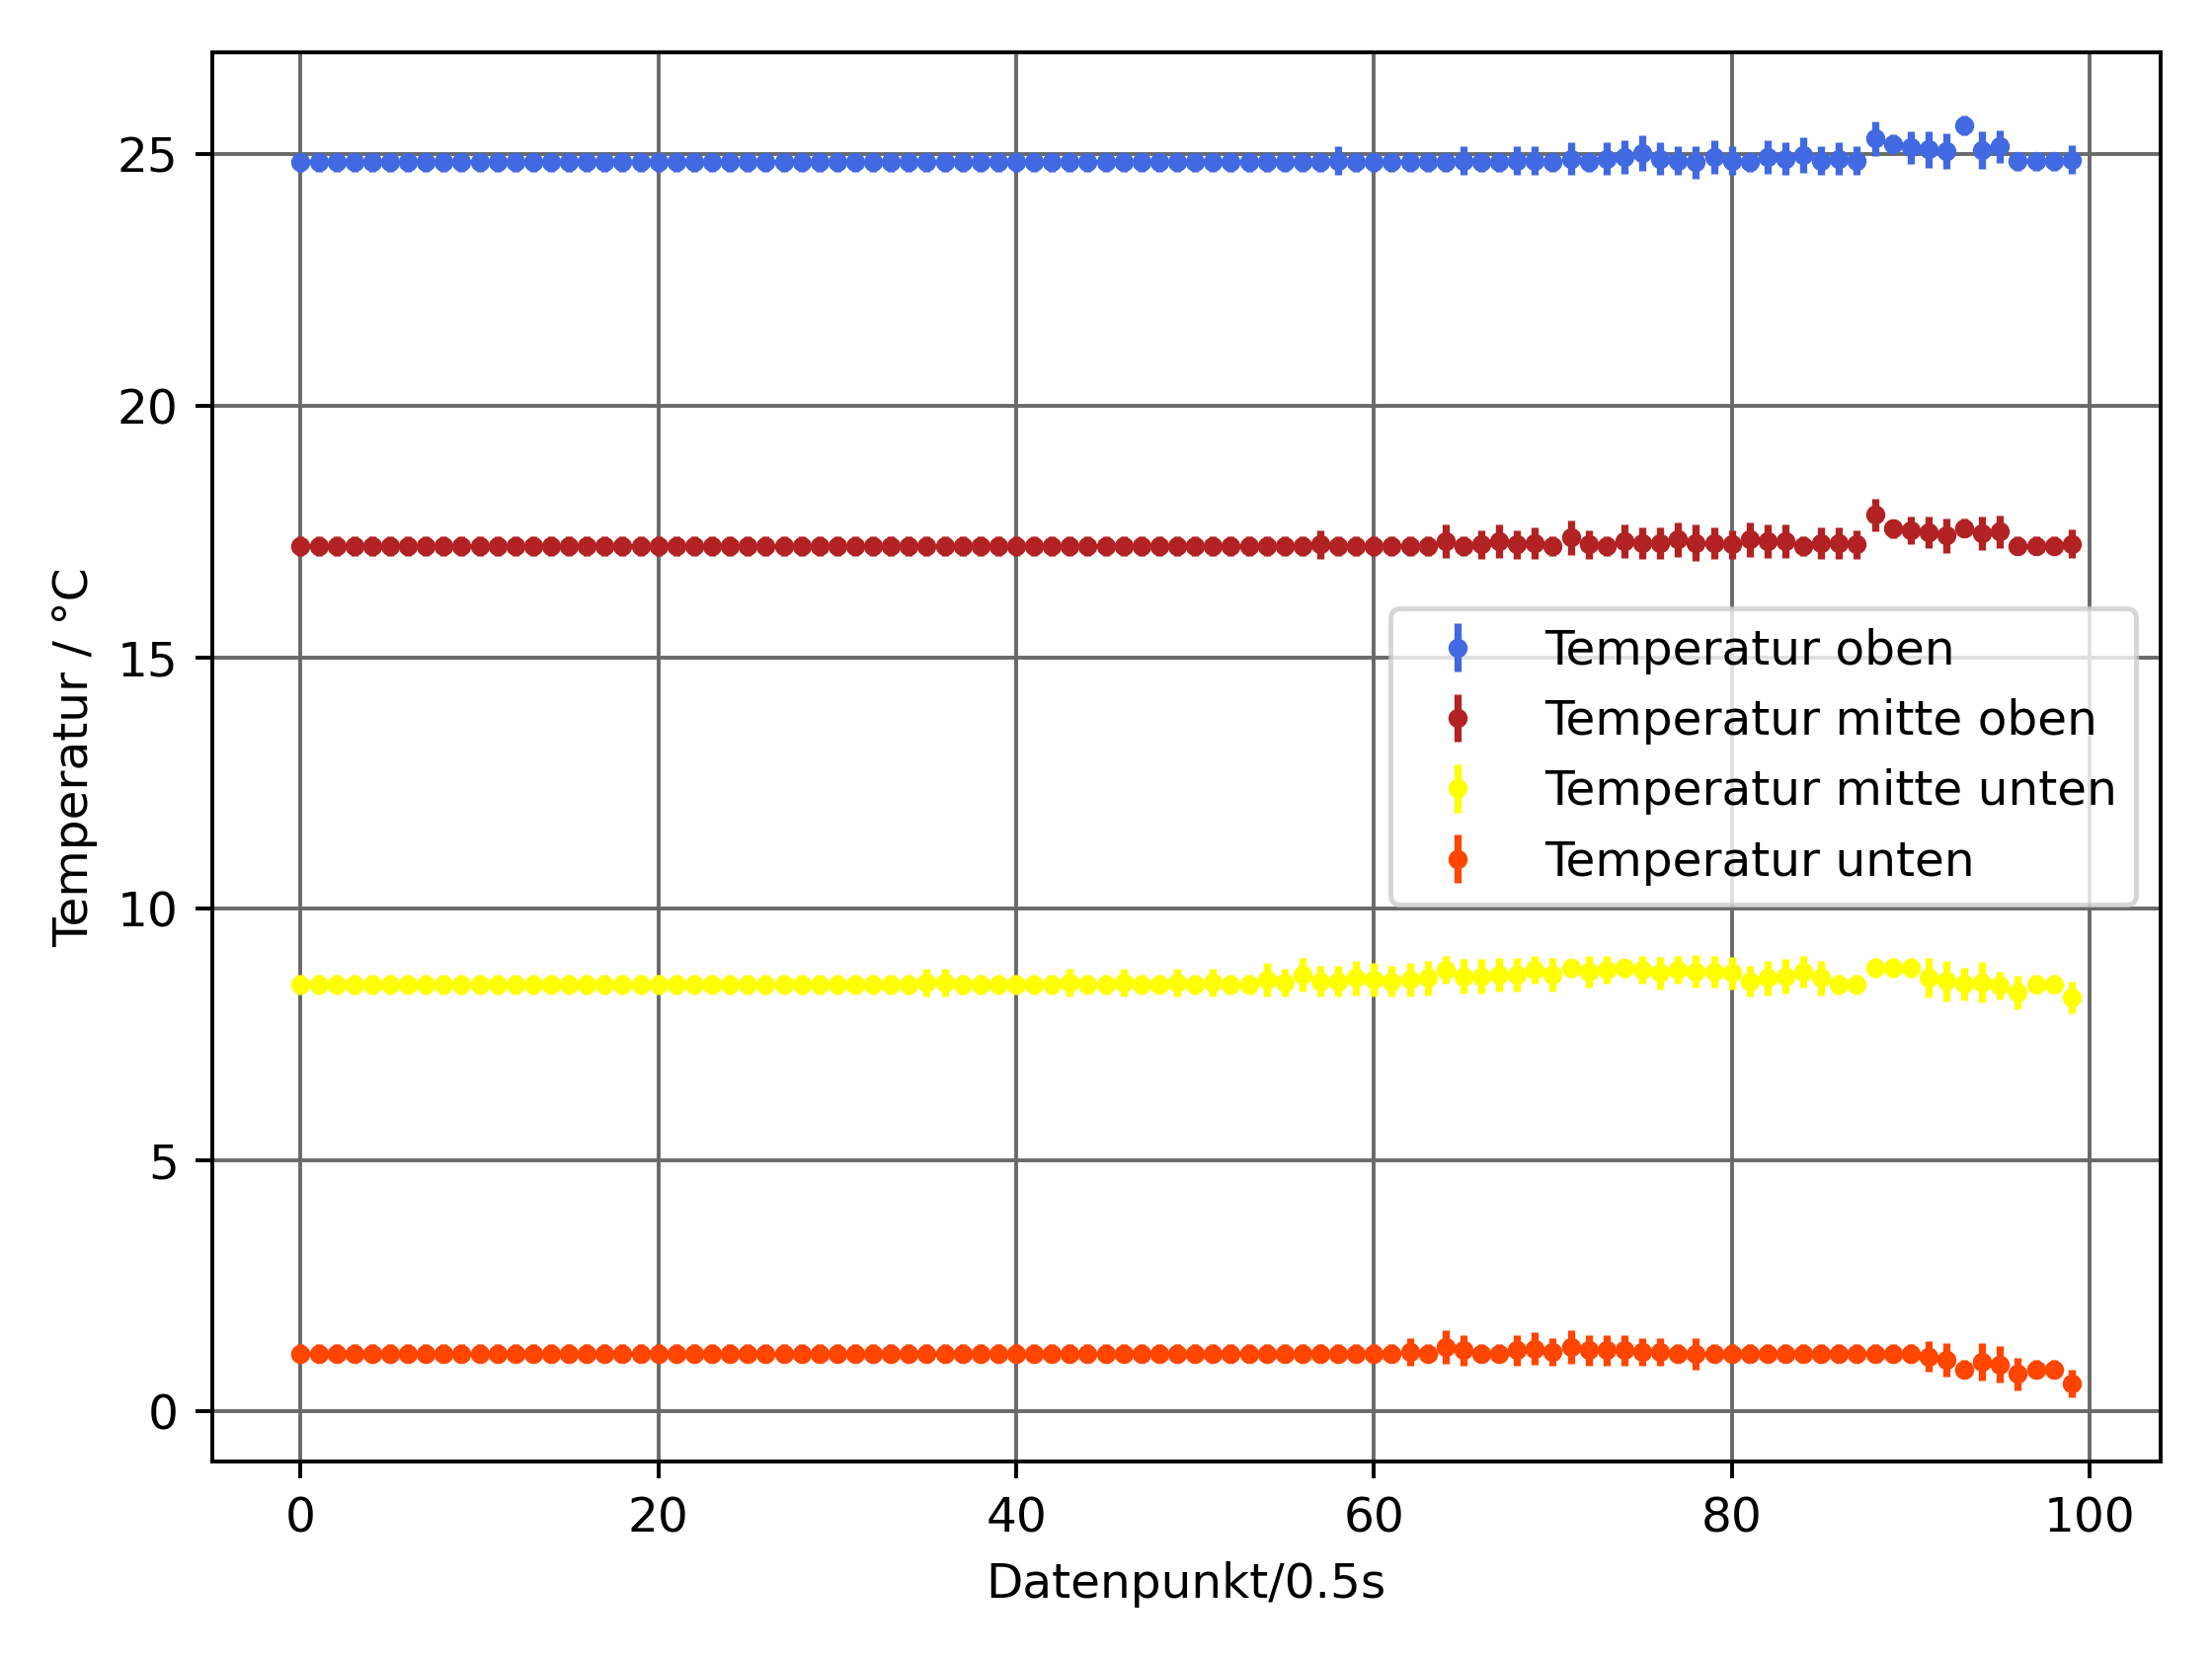 25
20
15
10
5
0
Temperatur / °C
Temperatur oben
Temperatur mitte oben
Temperatur mitte unten
Temperatur unten
0 20 40 60 80 100
Datenpunkt/0.5s